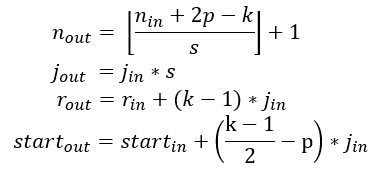 n_out = ⌊(n_in + 2p − k)/s⌋ + 1
j_out = j_in * s
r_out = r_in + (k − 1) * j_in
start_out = start_in + ((k − 1)/2 − p) * j_in